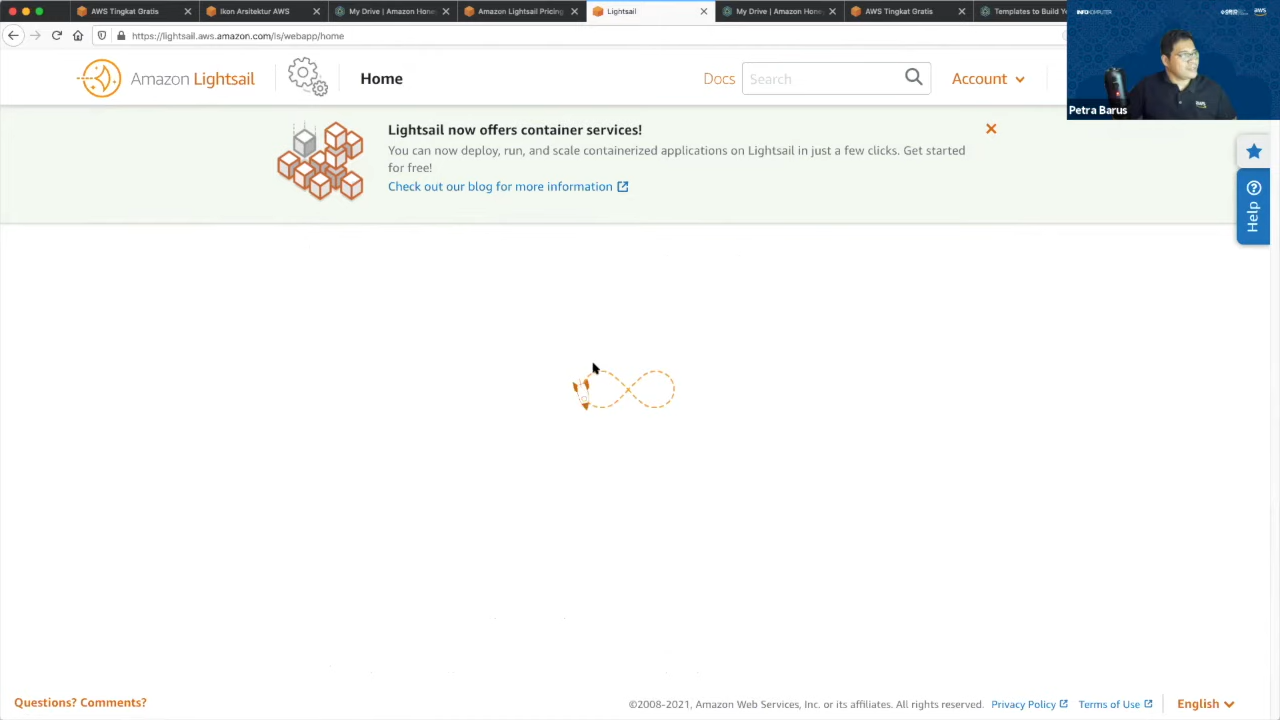 AWS Tingkat Gratis
Ikon Arsitektur AWS
My Drive | Amazon Hone
Amazon Lightsail Pricing
Lightsail
My Drive | Amazon Hone
AWS Tingkat Gratis
Templates to Build Yo
https://lightsail.aws.amazon.com/ls/webapp/home
Amazon Lightsail
Home
Docs
Search
Account
aws
Petra Barus
Lightsail now offers container services!
You can now deploy, run, and scale containerized applications on Lightsail in just a few clicks. Get started
for free!
Check out our blog for more information
Help
Questions? Comments?
©2008-2021, Amazon Web Services, Inc. or its affiliates. All rights reserved.
Privacy Policy
Terms of Use
English